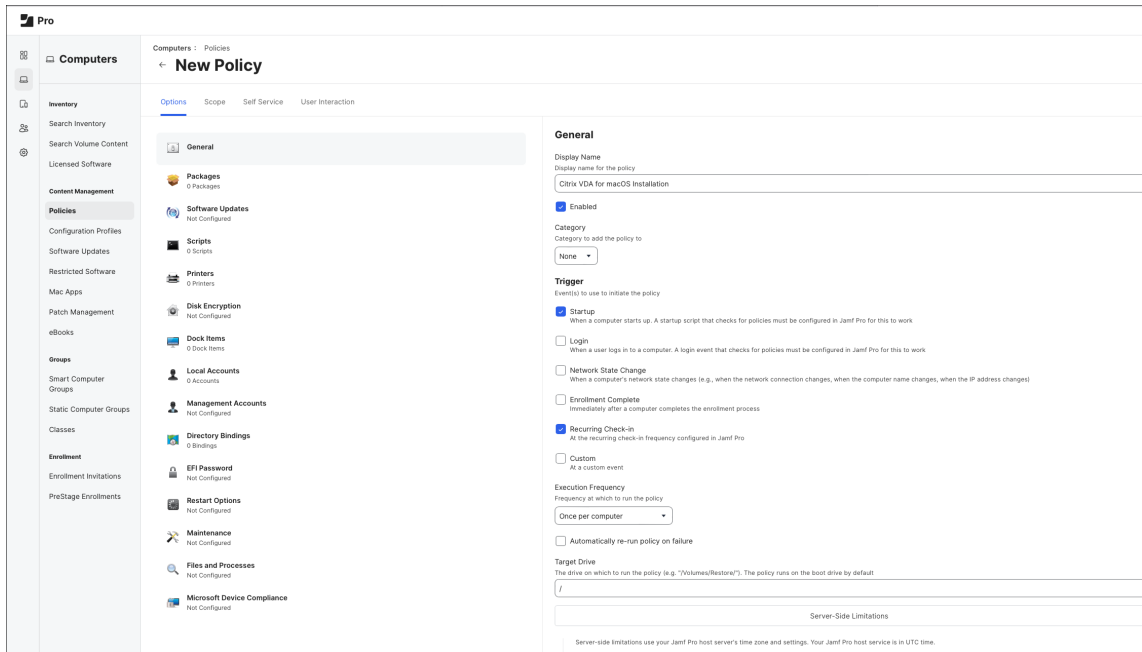 Pro
Computers
Computers : Policies
← New Policy
Options Scope Self Service User Interaction
Inventory
Search Inventory
Search Volume Content
Licensed Software
Content Management
Policies
Configuration Profiles
Software Updates
Restricted Software
Mac Apps
Patch Management
eBooks
Groups
Smart Computer
Groups
Static Computer Groups
Classes
Enrollment
Enrollment Invitations
PreStage Enrollments
General
Packages
0 Packages
Software Updates
Not Configured
Scripts
0 Scripts
Printers
0 Printers
Disk Encryption
Not Configured
Dock Items
0 Dock Items
Local Accounts
0 Accounts
Management Accounts
Not Configured
Directory Bindings
0 Bindings
EFI Password
Not Configured
Restart Options
Not Configured
Maintenance
Not Configured
Files and Processes
Not Configured
Microsoft Device Compliance
Not Configured
General
Display Name
Display name for the policy
Citrix VDA for macOS Installation
Enabled
Category
Category to add the policy to
None
Trigger
Event(s) to use to initiate the policy
Startup
When a computer starts up. A startup script that checks for policies must be configured in Jamf Pro for this to work
Login
When a user logs in to a computer. A login event that checks for policies must be configured in Jamf Pro for this to work
Network State Change
When a computer's network state changes (e.g., when the network connection changes, when the computer name changes, when the IP address changes)
Enrollment Complete
Immediately after a computer completes the enrollment process
Recurring Check-in
At the recurring check-in frequency configured in Jamf Pro
Custom
At a custom event
Execution Frequency
Frequency at which to run the policy
Once per computer
Automatically re-run policy on failure
Target Drive
The drive on which to run the policy (e.g. "/Volumes/Restore/"). The policy runs on the boot drive by default
/
Server-Side Limitations
Server-side limitations use your Jamf Pro host server's time zone and settings. Your Jamf Pro host service is in UTC time.